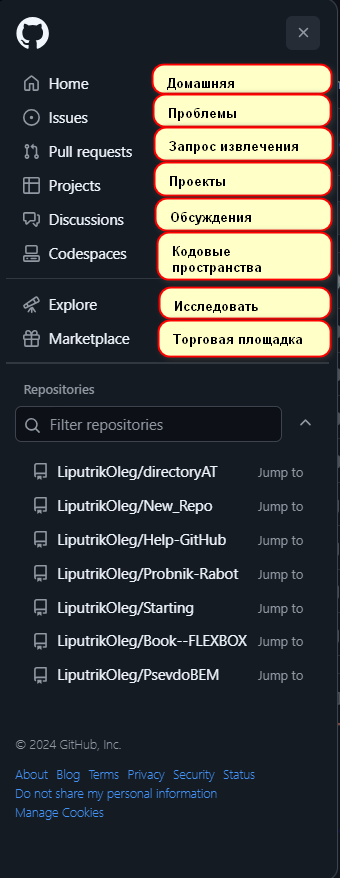 Home Домашняя
Issues Проблемы
Pull requests Запрос извлечения
Projects Проекты
Discussions Обсуждения
Codespaces Кодовые
пространства
Explore Исследовать
Marketplace Торговая площадка
Repositories
Filter repositories
LiputrikOleg/directoryAT Jump to
LiputrikOleg/New_Repo Jump to
LiputrikOleg/Help-GitHub Jump to
LiputrikOleg/Probnik-Rabot Jump to
LiputrikOleg/Starting Jump to
LiputrikOleg/Book--FLEXBOX Jump to
LiputrikOleg/PsevdoBEM Jump to
© 2024 GitHub, Inc.
About Blog Terms Privacy Security Status
Do not share my personal information
Manage Cookies